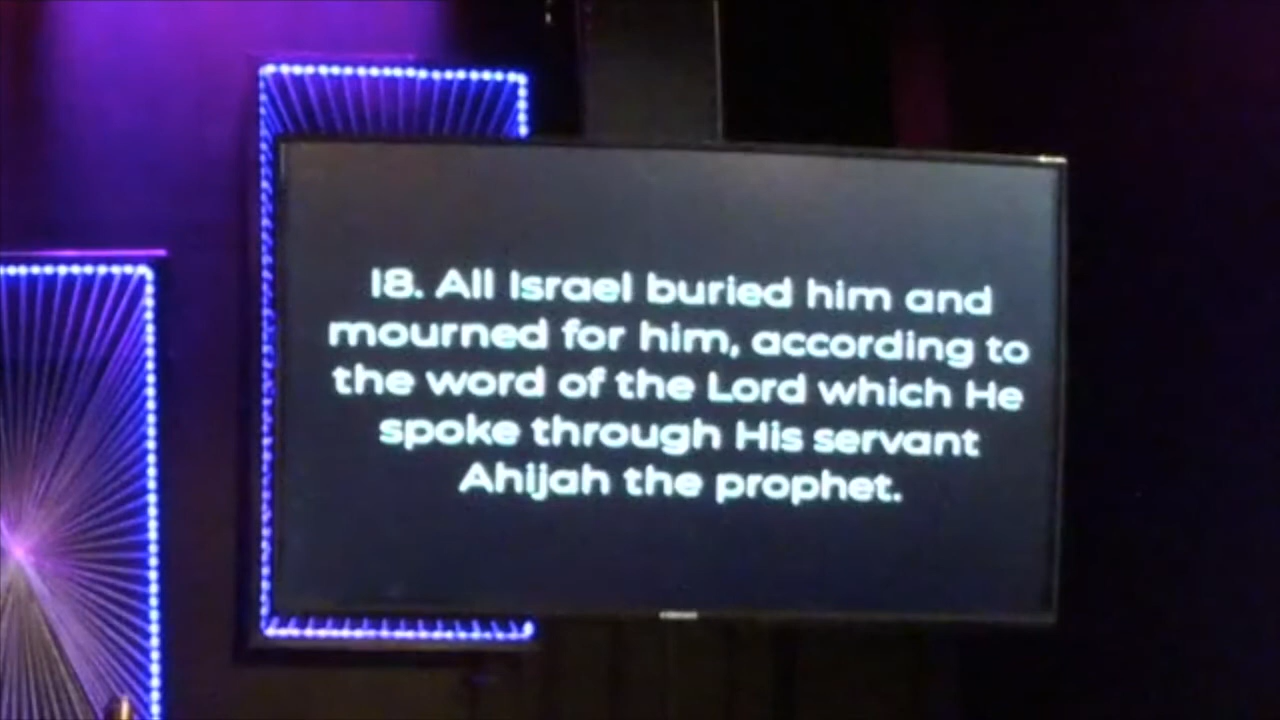 18. All Israel buried him and
mourned for him, according to
the word of the Lord which He
spoke through His servant
Ahijah the prophet.